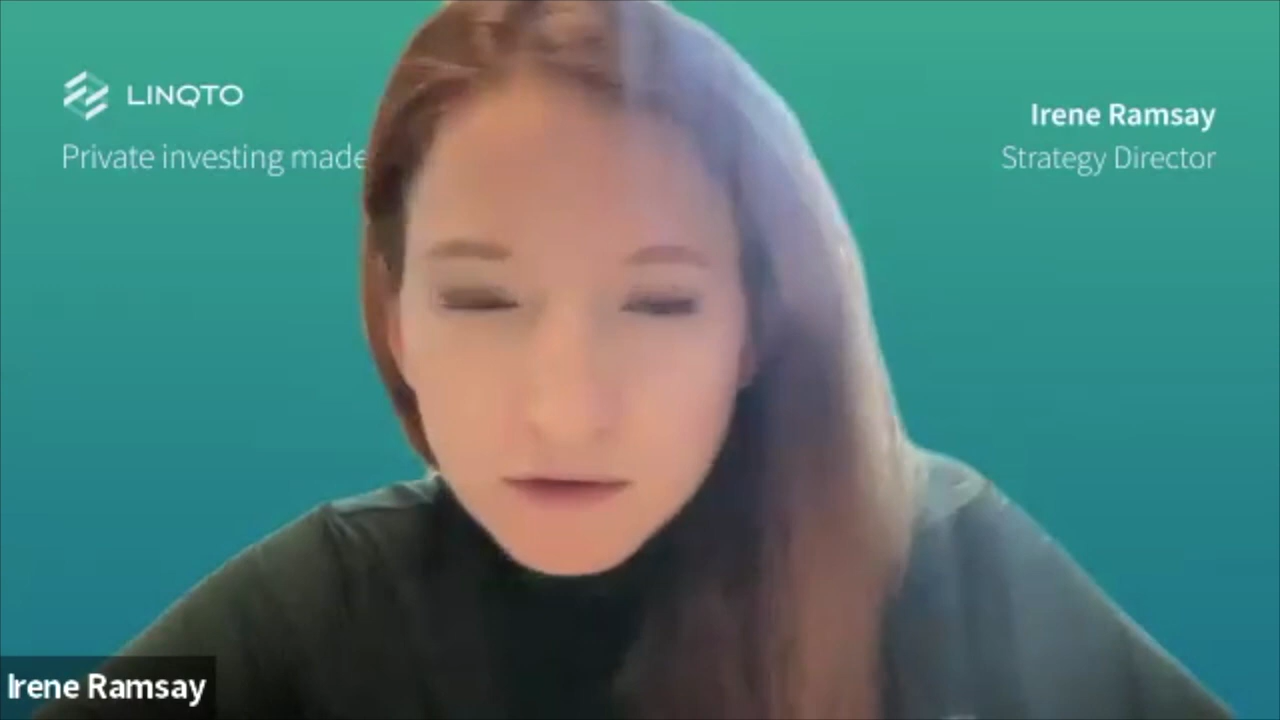 LINQTO
Private investing made
Irene Ramsay
Strategy Director
Irene Ramsay